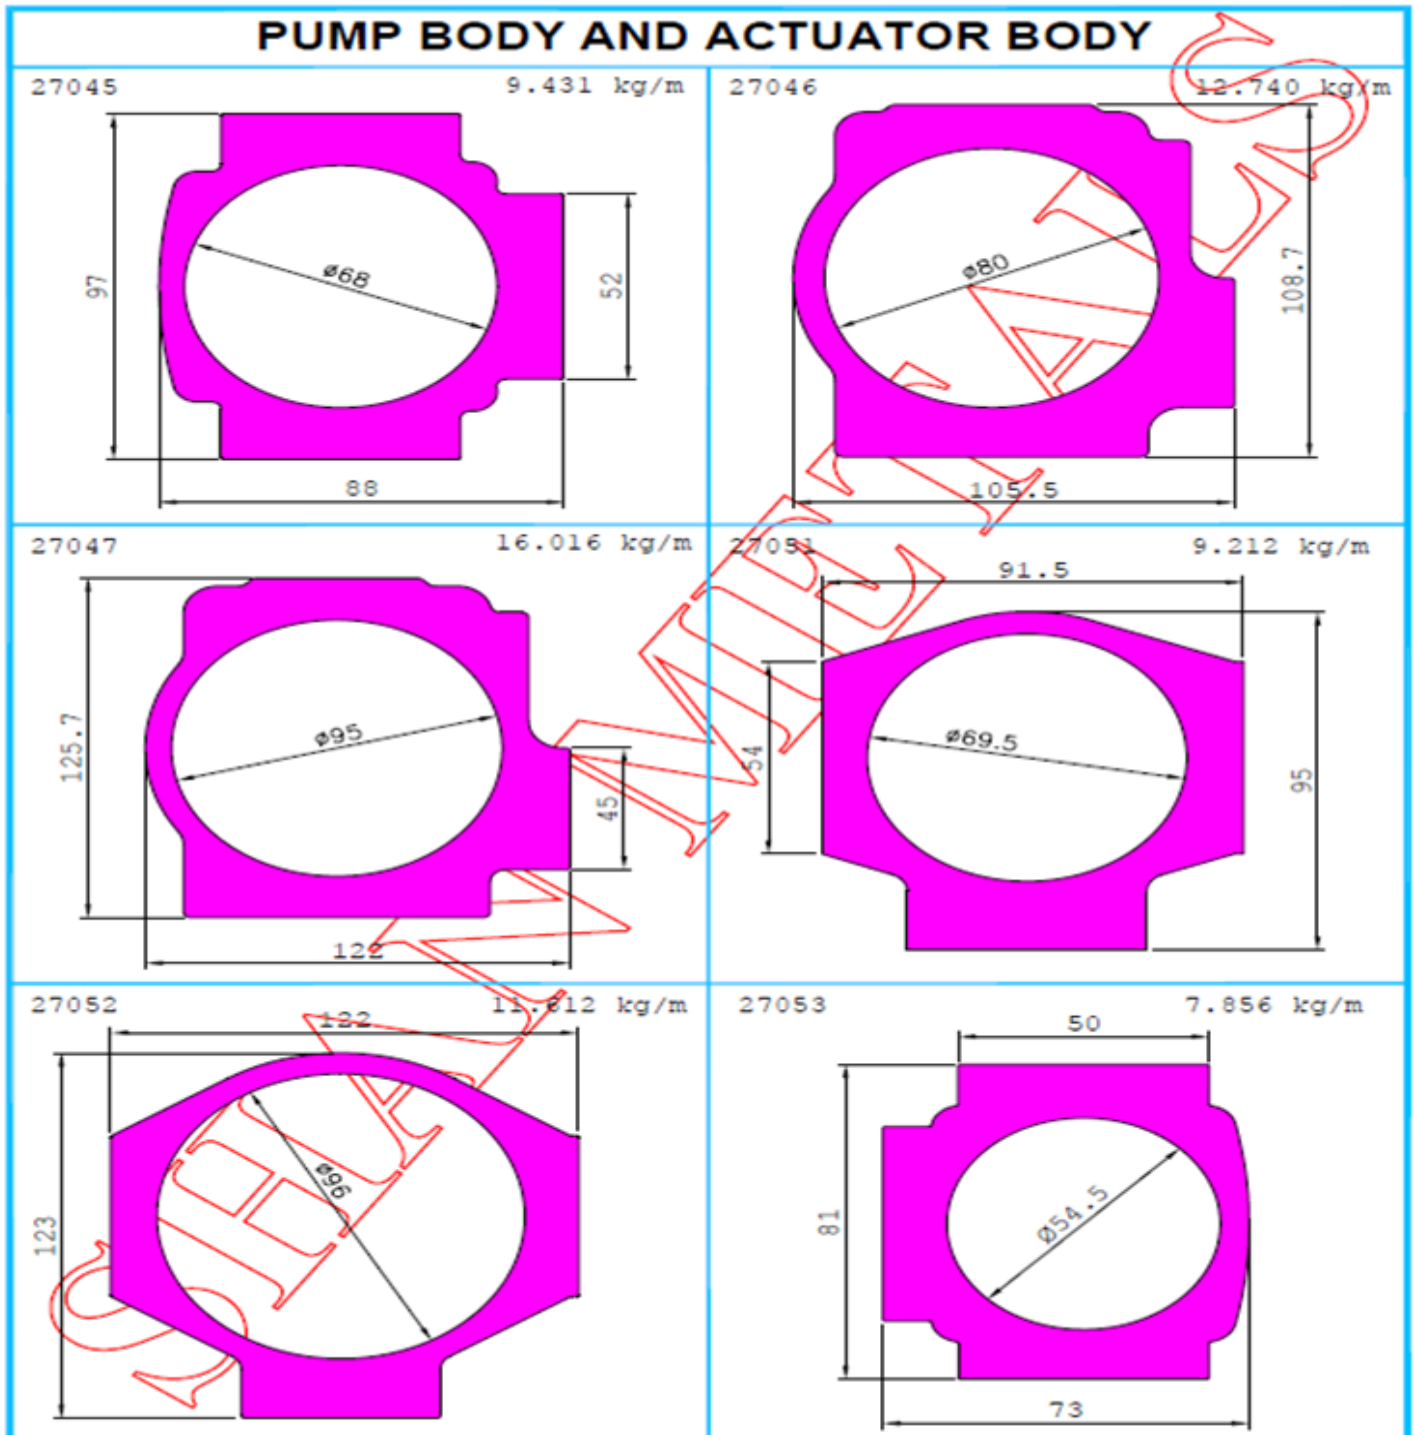 PUMP BODY AND ACTUATOR BODY
27045 9.431 kg/m
97
ø68
52
88
27046 12.740 kg/m
ø80
108.7
105.5
27047 16.016 kg/m
125.7
ø95
45
122
27051 9.212 kg/m
91.5
54
ø69.5
95
27052 11.612 kg/m
122
123
ø96
27053 7.856 kg/m
50
81
Ø54.5
73